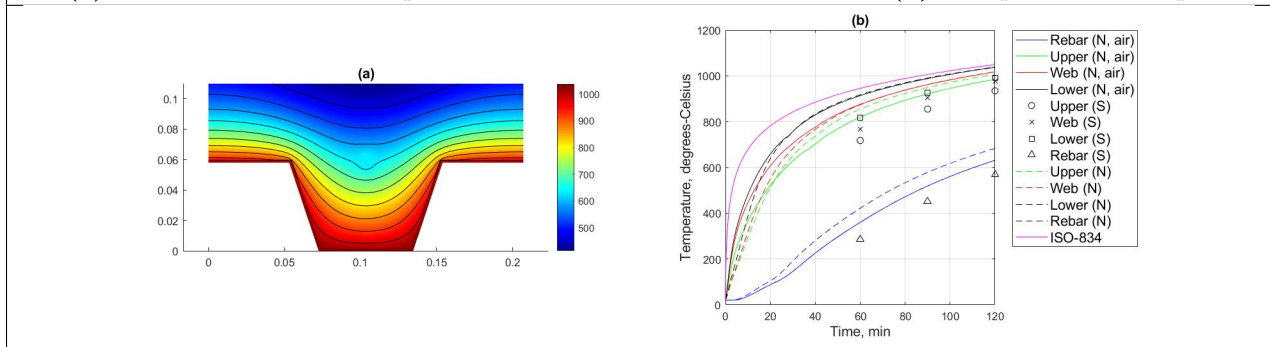 (a)
0.1
0.08
0.06
0.04
0.02
0
0
0.05
0.1
0.15
0.2
1000
900
800
700
600
500
(b)
1200
1000
800
600
400
200
0
0
20
40
60
80
100
120
Temperature, degrees-Celsius
Time, min
Rebar (N, air)
Upper (N, air)
Web (N, air)
Lower (N, air)
Upper (S)
Web (S)
Lower (S)
Rebar (S)
Upper (N)
Web (N)
Lower (N)
Rebar (N)
ISO-834